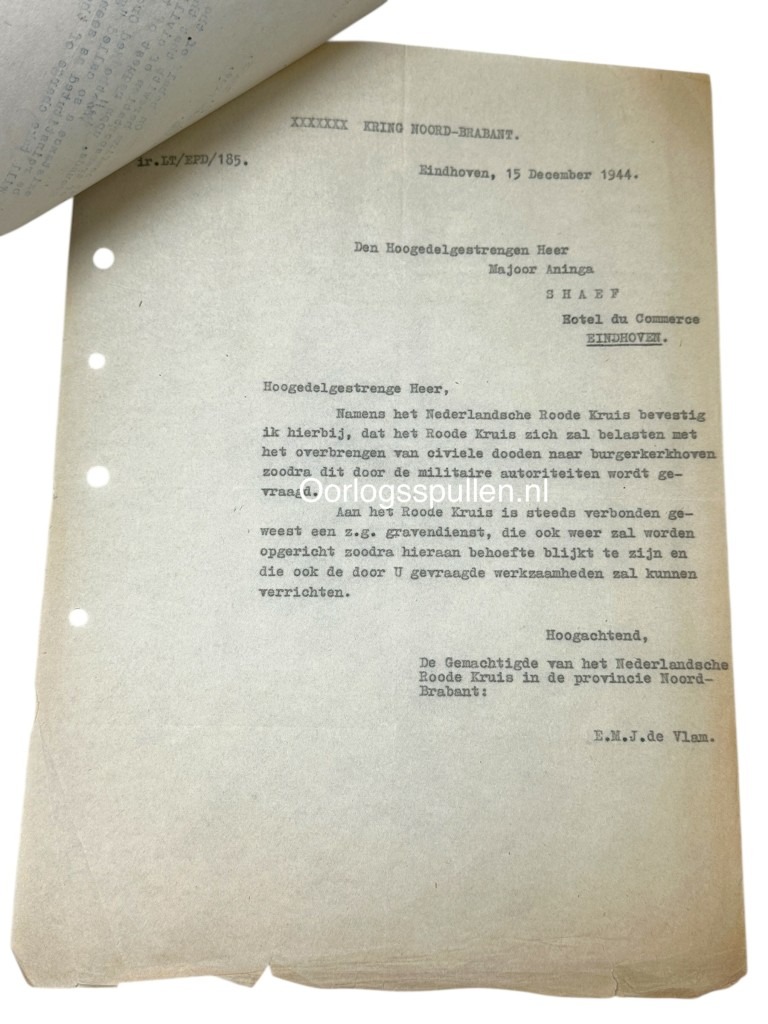 XXXXXXX KRING NOORD-BRABANT.
ir.LT/EPD/185.
Eindhoven, 15 December 1944.
Den Hoogedelgestrengen Heer
Majoor Aninga
S H A E F
Hotel du Commerce
EINDHOVEN.
Hoogedelgestrenge Heer,
Namens het Nederlandsche Roode Kruis bevestig
ik hierbij, dat het Roode Kruis zich zal belasten met
het overbrengen van civiele dooden naar burgerkerkhoven
zoodra dit door de militaire autoriteiten wordt ge-
vraagd.
Oorlogsspullen.nl
Aan het Roode Kruis is steeds verbonden ge-
weest een z.g. gravendienst, die ook weer zal worden
opgericht zoodra hieraan behoefte blijkt te zijn en
die ook de door U gevraagde werkzaamheden zal kunnen
verrichten.
Hoogachtend,
De Gemachtigde van het Nederlandsche
Roode Kruis in de provincie Noord-
Brabant:
E.M.J.de Vlam.